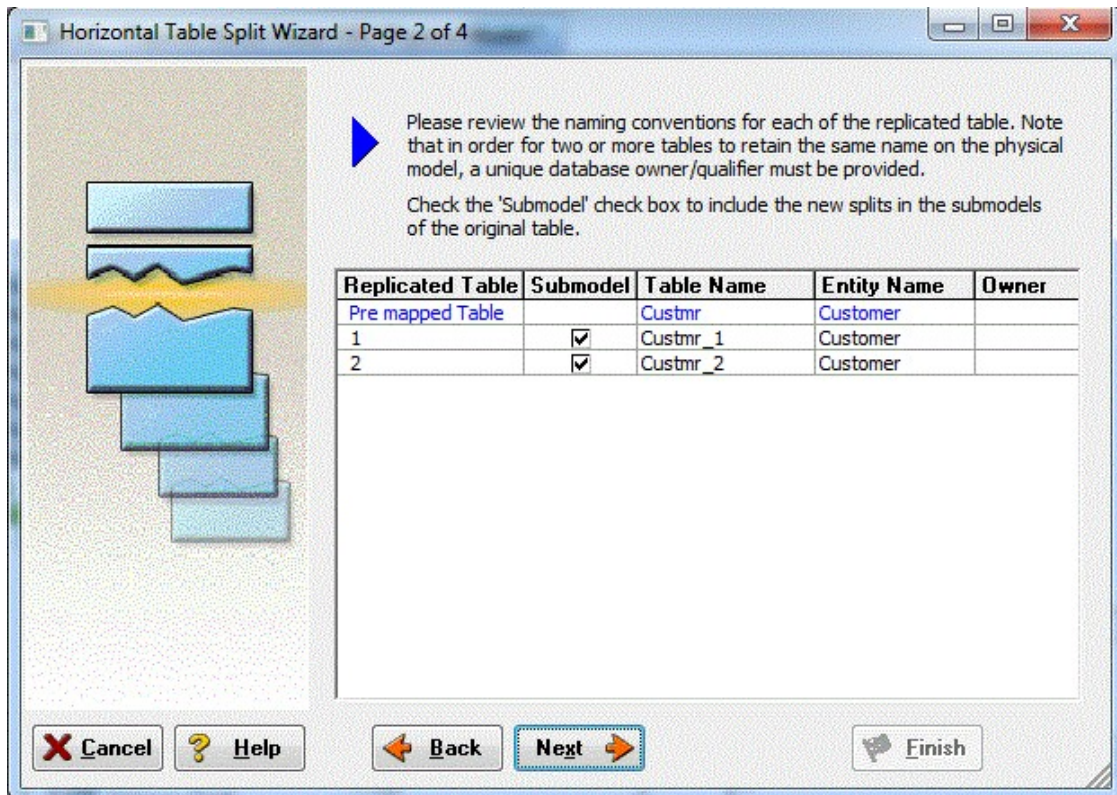 Horizontal Table Split Wizard - Page 2 of 4
Please review the naming conventions for each of the replicated table. Note
that in order for two or more tables to retain the same name on the physical
model, a unique database owner/qualifier must be provided.
Check the 'Submodel' check box to include the new splits in the submodels
of the original table.
Replicated Table Submodel Table Name Entity Name Owner
Pre mapped Table Custmr Customer
1 Custmr_1 Customer
2 Custmr_2 Customer
Cancel Help Back Next Finish